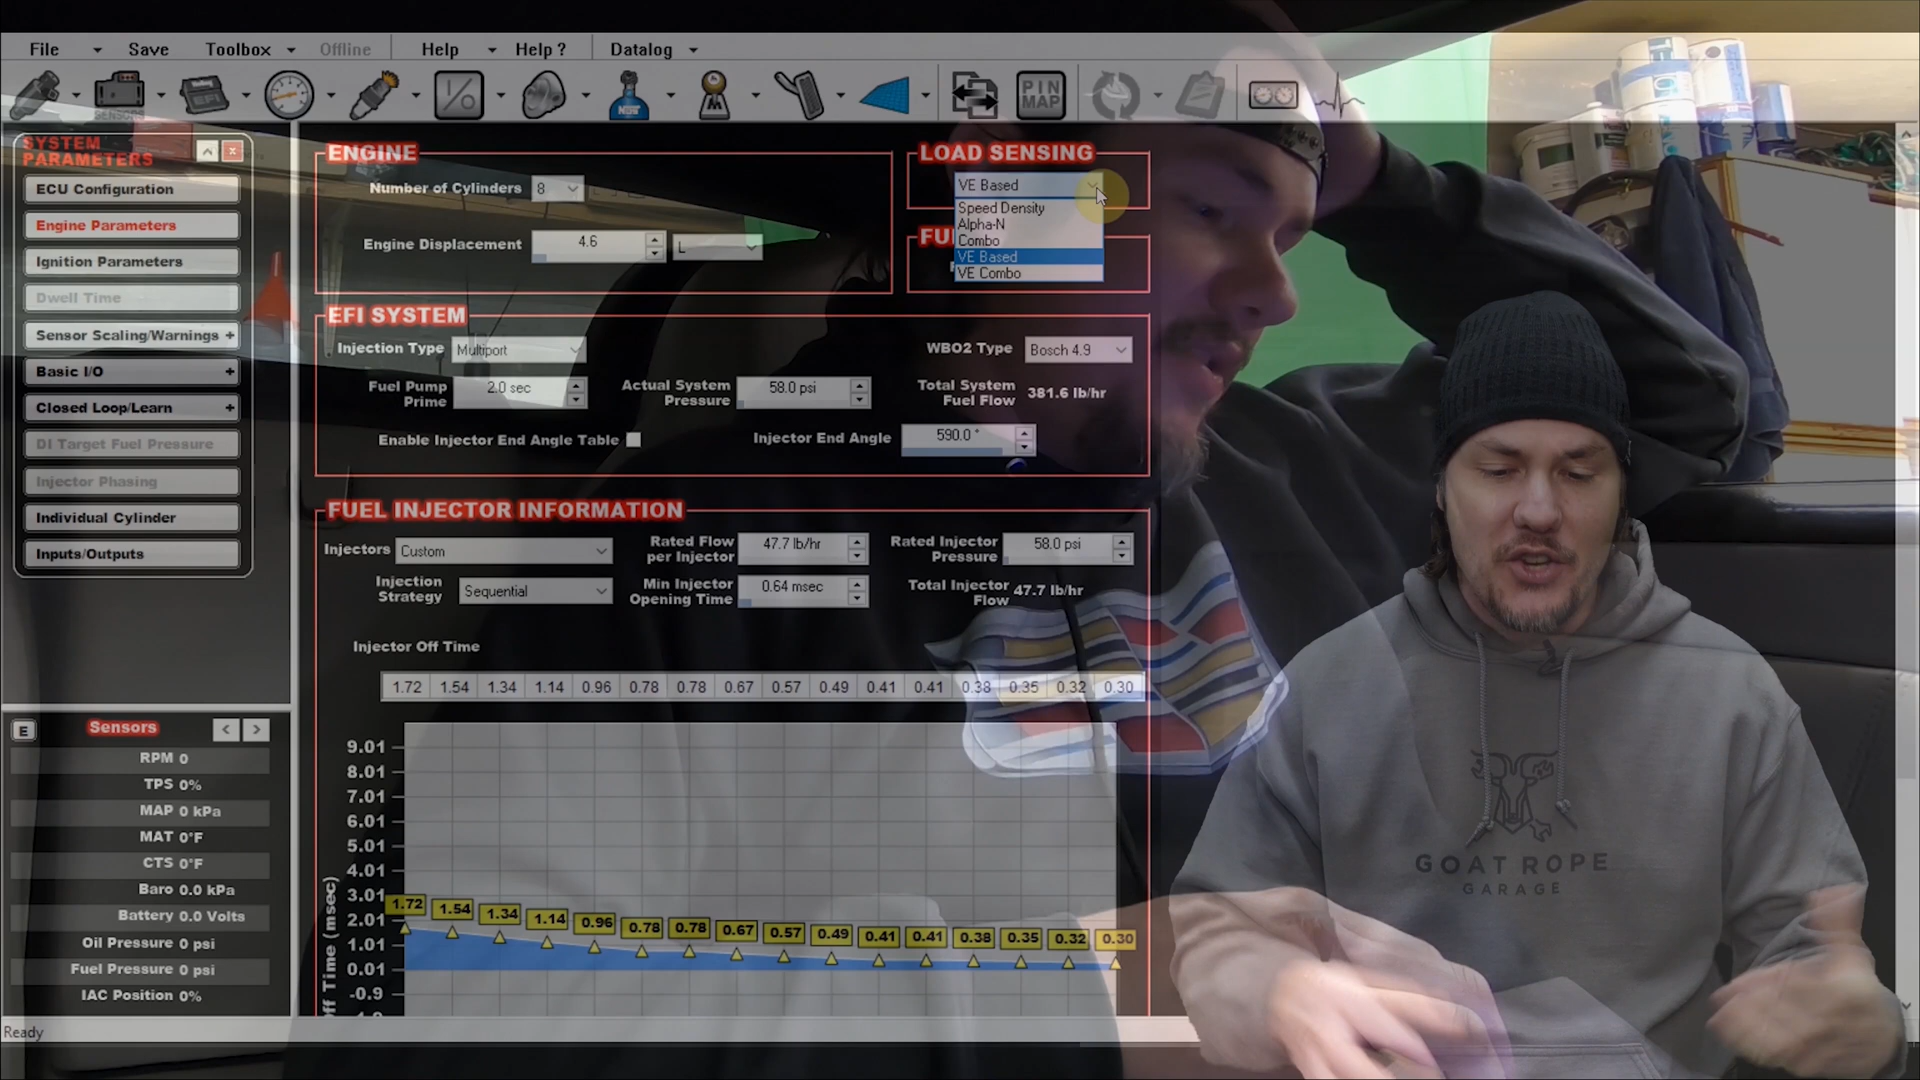 File Save Toolbox Offline Help Help ? Datalog
SENSORS
I/O
NOS
PIN
MAP
SYSTEM
PARAMETERS
ECU Configuration
Engine Parameters
Ignition Parameters
Dwell Time
Sensor Scaling/Warnings +
Basic I/O +
Closed Loop/Learn +
DI Target Fuel Pressure
Injector Phasing
Individual Cylinder
Inputs/Outputs
ENGINE
Number of Cylinders 8
Engine Displacement 4.6 L
LOAD SENSING
VE Based
Speed Density
Alpha-N
Combo
VE Based
VE Combo
FU
EFI SYSTEM
Injection Type Multiport
WBO2 Type Bosch 4.9
Fuel Pump
Prime 2.0 sec
Actual System
Pressure 58.0 psi
Total System
Fuel Flow 381.6 lb/hr
Enable Injector End Angle Table
Injector End Angle 590.0 °
FUEL INJECTOR INFORMATION
Injectors Custom
Rated Flow
per Injector 47.7 lb/hr
Rated Injector
Pressure 58.0 psi
Injection
Strategy Sequential
Min Injector
Opening Time 0.64 msec
Total Injector
Flow 47.7 lb/hr
Injector Off Time
1.72 1.54 1.34 1.14 0.96 0.78 0.78 0.67 0.57 0.49 0.41 0.41 0.38 0.35 0.32 0.30
9.01
8.01
7.01
6.01
5.01
4.01
3.01
2.01
1.01
0.01
-0.9
Off Time (msec)
1.72 1.54 1.34 1.14 0.96 0.78 0.78 0.67 0.57 0.49 0.41 0.41 0.38 0.35 0.32 0.30
E Sensors < >
RPM 0
TPS 0%
MAP 0 kPa
MAT 0°F
CTS 0°F
Baro 0.0 kPa
Battery 0.0 Volts
Oil Pressure 0 psi
Fuel Pressure 0 psi
IAC Position 0%
Ready
GOAT ROPE
GARAGE